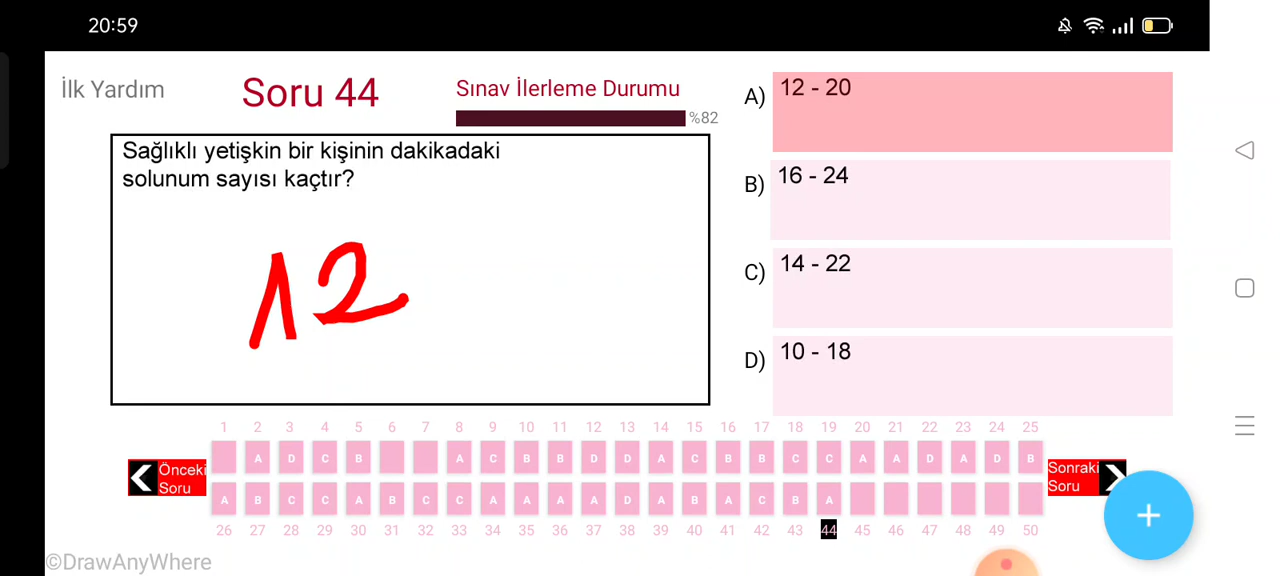 20:59
İlk Yardım
Soru 44
Sınav İlerleme Durumu
%82
Sağlıklı yetişkin bir kişinin dakikadaki
solunum sayısı kaçtır?
12
A) 12 - 20
B) 16 - 24
C) 14 - 22
D) 10 - 18
1 2 3 4 5 6 7 8 9 10 11 12 13 14 15 16 17 18 19 20 21 22 23 24 25
A D C B A C B B D D A C B B C C A A D A D B
Önceki
Soru
Sonraki
Soru
A B C C A B C C A A A A D A B A C B A
26 27 28 29 30 31 32 33 34 35 36 37 38 39 40 41 42 43 44 45 46 47 48 49 50
+
©DrawAnyWhere